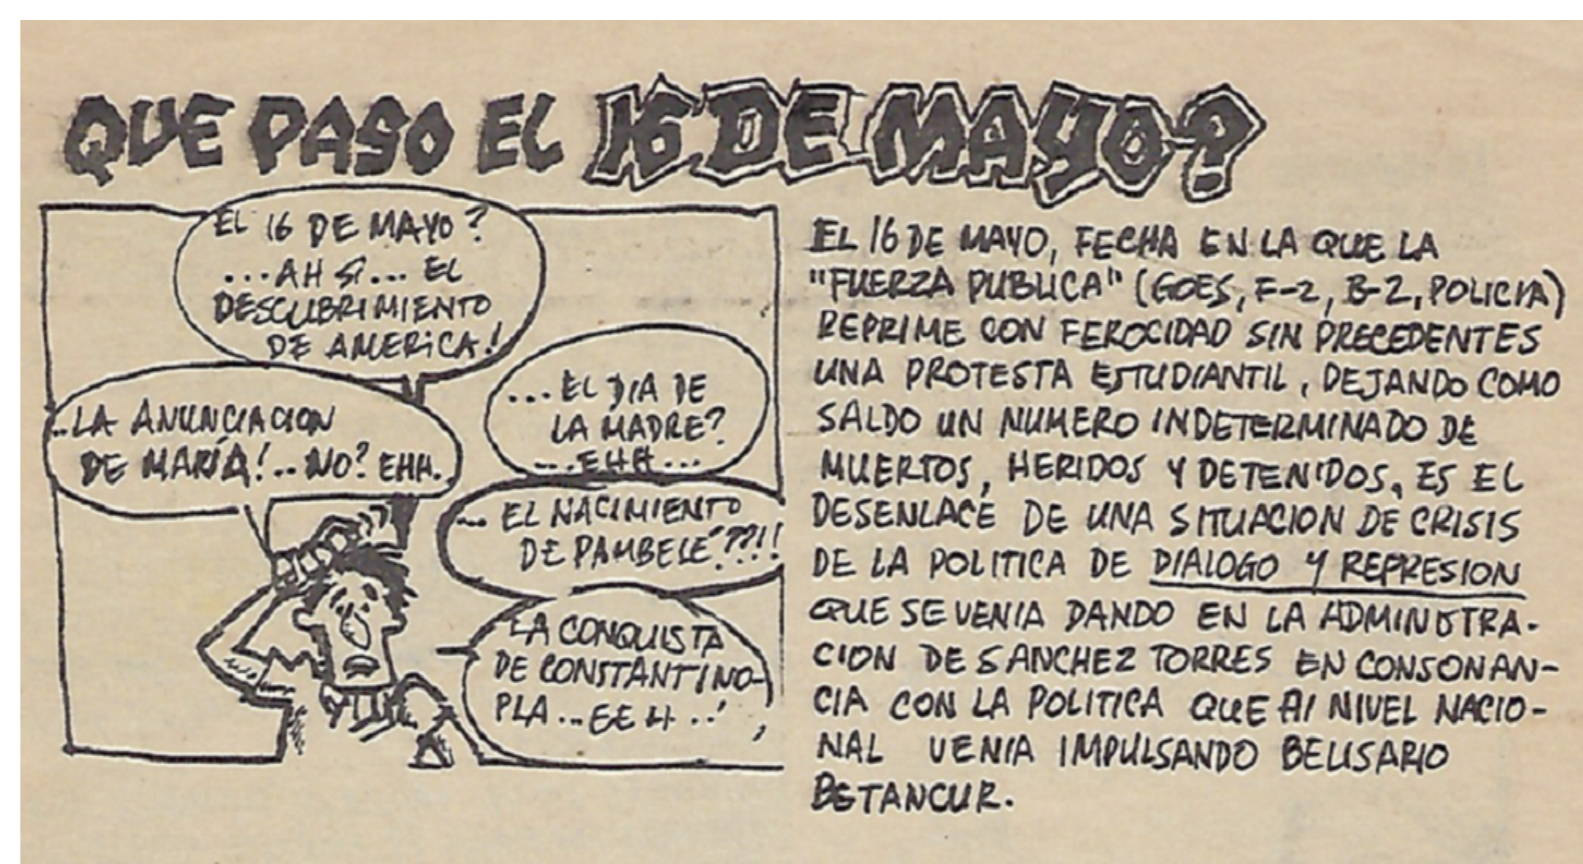 QUE PASO EL 16 DE MAYO?
EL 16 DE MAYO?
...AH SI... EL
DESCUBRIMIENTO
DE AMERICA!
..LA ANUNCIACION
DE MARÍA!..NO? EHH.
...EL DIA DE
LA MADRE?
...EHH...
... EL NACIMIENTO
DE PAMBELE???!!
LA CONQUISTA
DE CONSTANTINO-
PLA...EEH..
EL 16 DE MAYO, FECHA EN LA QUE LA
"FUERZA PUBLICA" (GOES, F-2, B-2, POLICIA)
REPRIME CON FEROCIDAD SIN PRECEDENTES
UNA PROTESTA ESTUDIANTIL, DEJANDO COMO
SALDO UN NUMERO INDETERMINADO DE
MUERTOS, HERIDOS Y DETENIDOS, ES EL
DESENLACE DE UNA SITUACION DE CRISIS
DE LA POLITICA DE DIALOGO Y REPRESION
QUE SE VENIA DANDO EN LA ADMINISTRA-
CION DE SANCHEZ TORRES EN CONSONAN-
CIA CON LA POLITICA QUE A NIVEL NACIO-
NAL VENIA IMPULSANDO BELISARIO
BETANCUR.